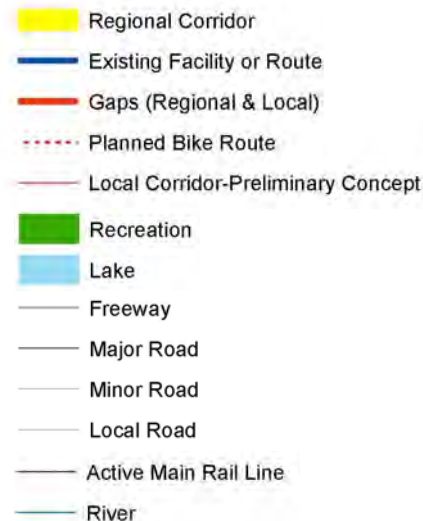 Regional Corridor
Existing Facility or Route
Gaps (Regional & Local)
Planned Bike Route
Local Corridor-Preliminary Concept
Recreation
Lake
Freeway
Major Road
Minor Road
Local Road
Active Main Rail Line
River